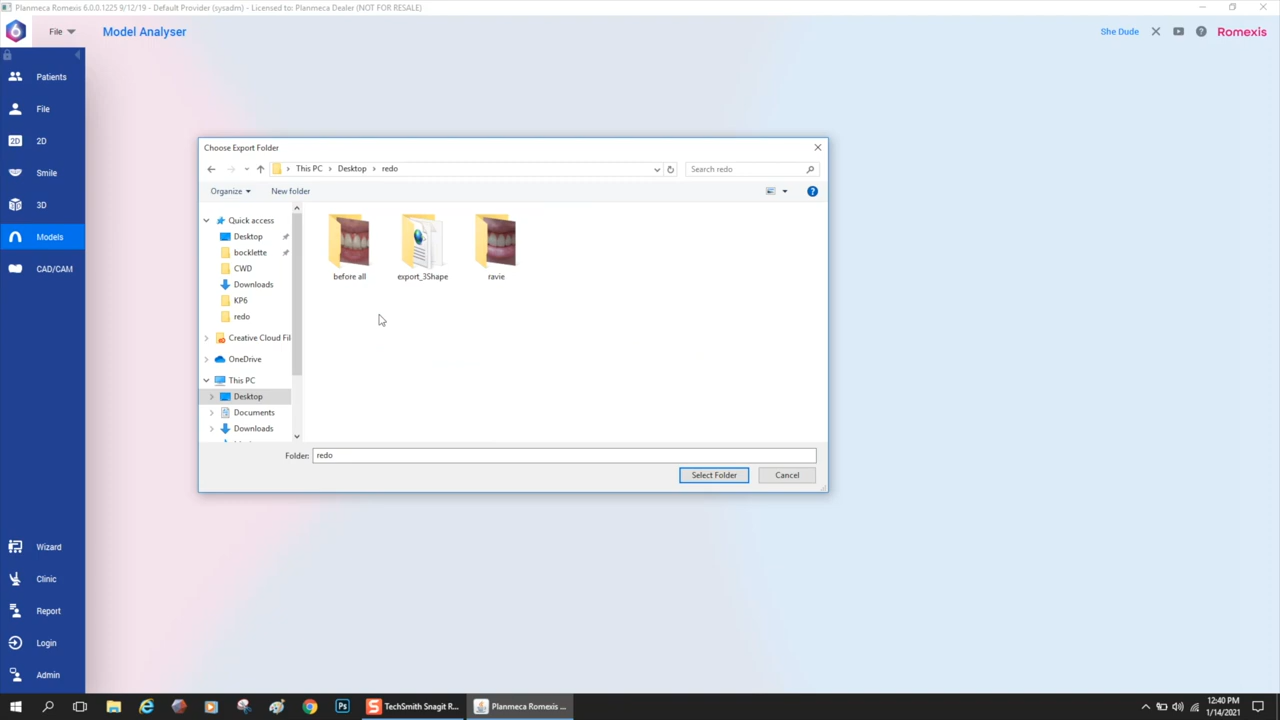 Planmeca Romexis 6.0.0.1225 9/12/19 - Default Provider (sysadm) - Licensed to: Planmeca Dealer (NOT FOR RESALE)
File
Model Analyser
She Dude
Romexis
Patients
File
2D
2D
Smile
3D
Models
CAD/CAM
Choose Export Folder
This PC > Desktop > redo
Search redo
Organize
New folder
Quick access
Desktop
bocklette
CWD
Downloads
KP6
redo
Creative Cloud Fil
OneDrive
This PC
Desktop
Documents
Downloads
before all
export_3Shape
ravie
Folder: redo
Select Folder
Cancel
Wizard
Clinic
Report
Login
Admin
TechSmith Snagit R...
Planmeca Romexis ...
12:40 PM
1/14/2021